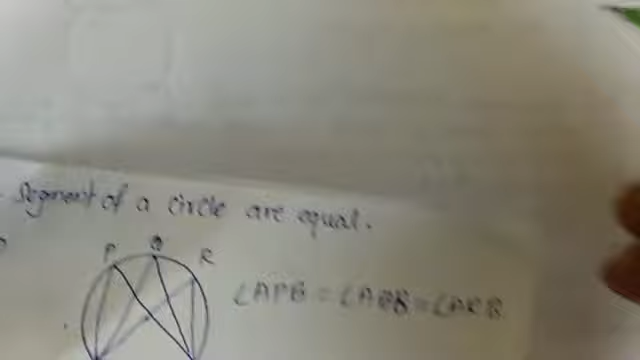 Segment of a circle are equal.
P Q R
∠APB = ∠AQB = ∠ARB